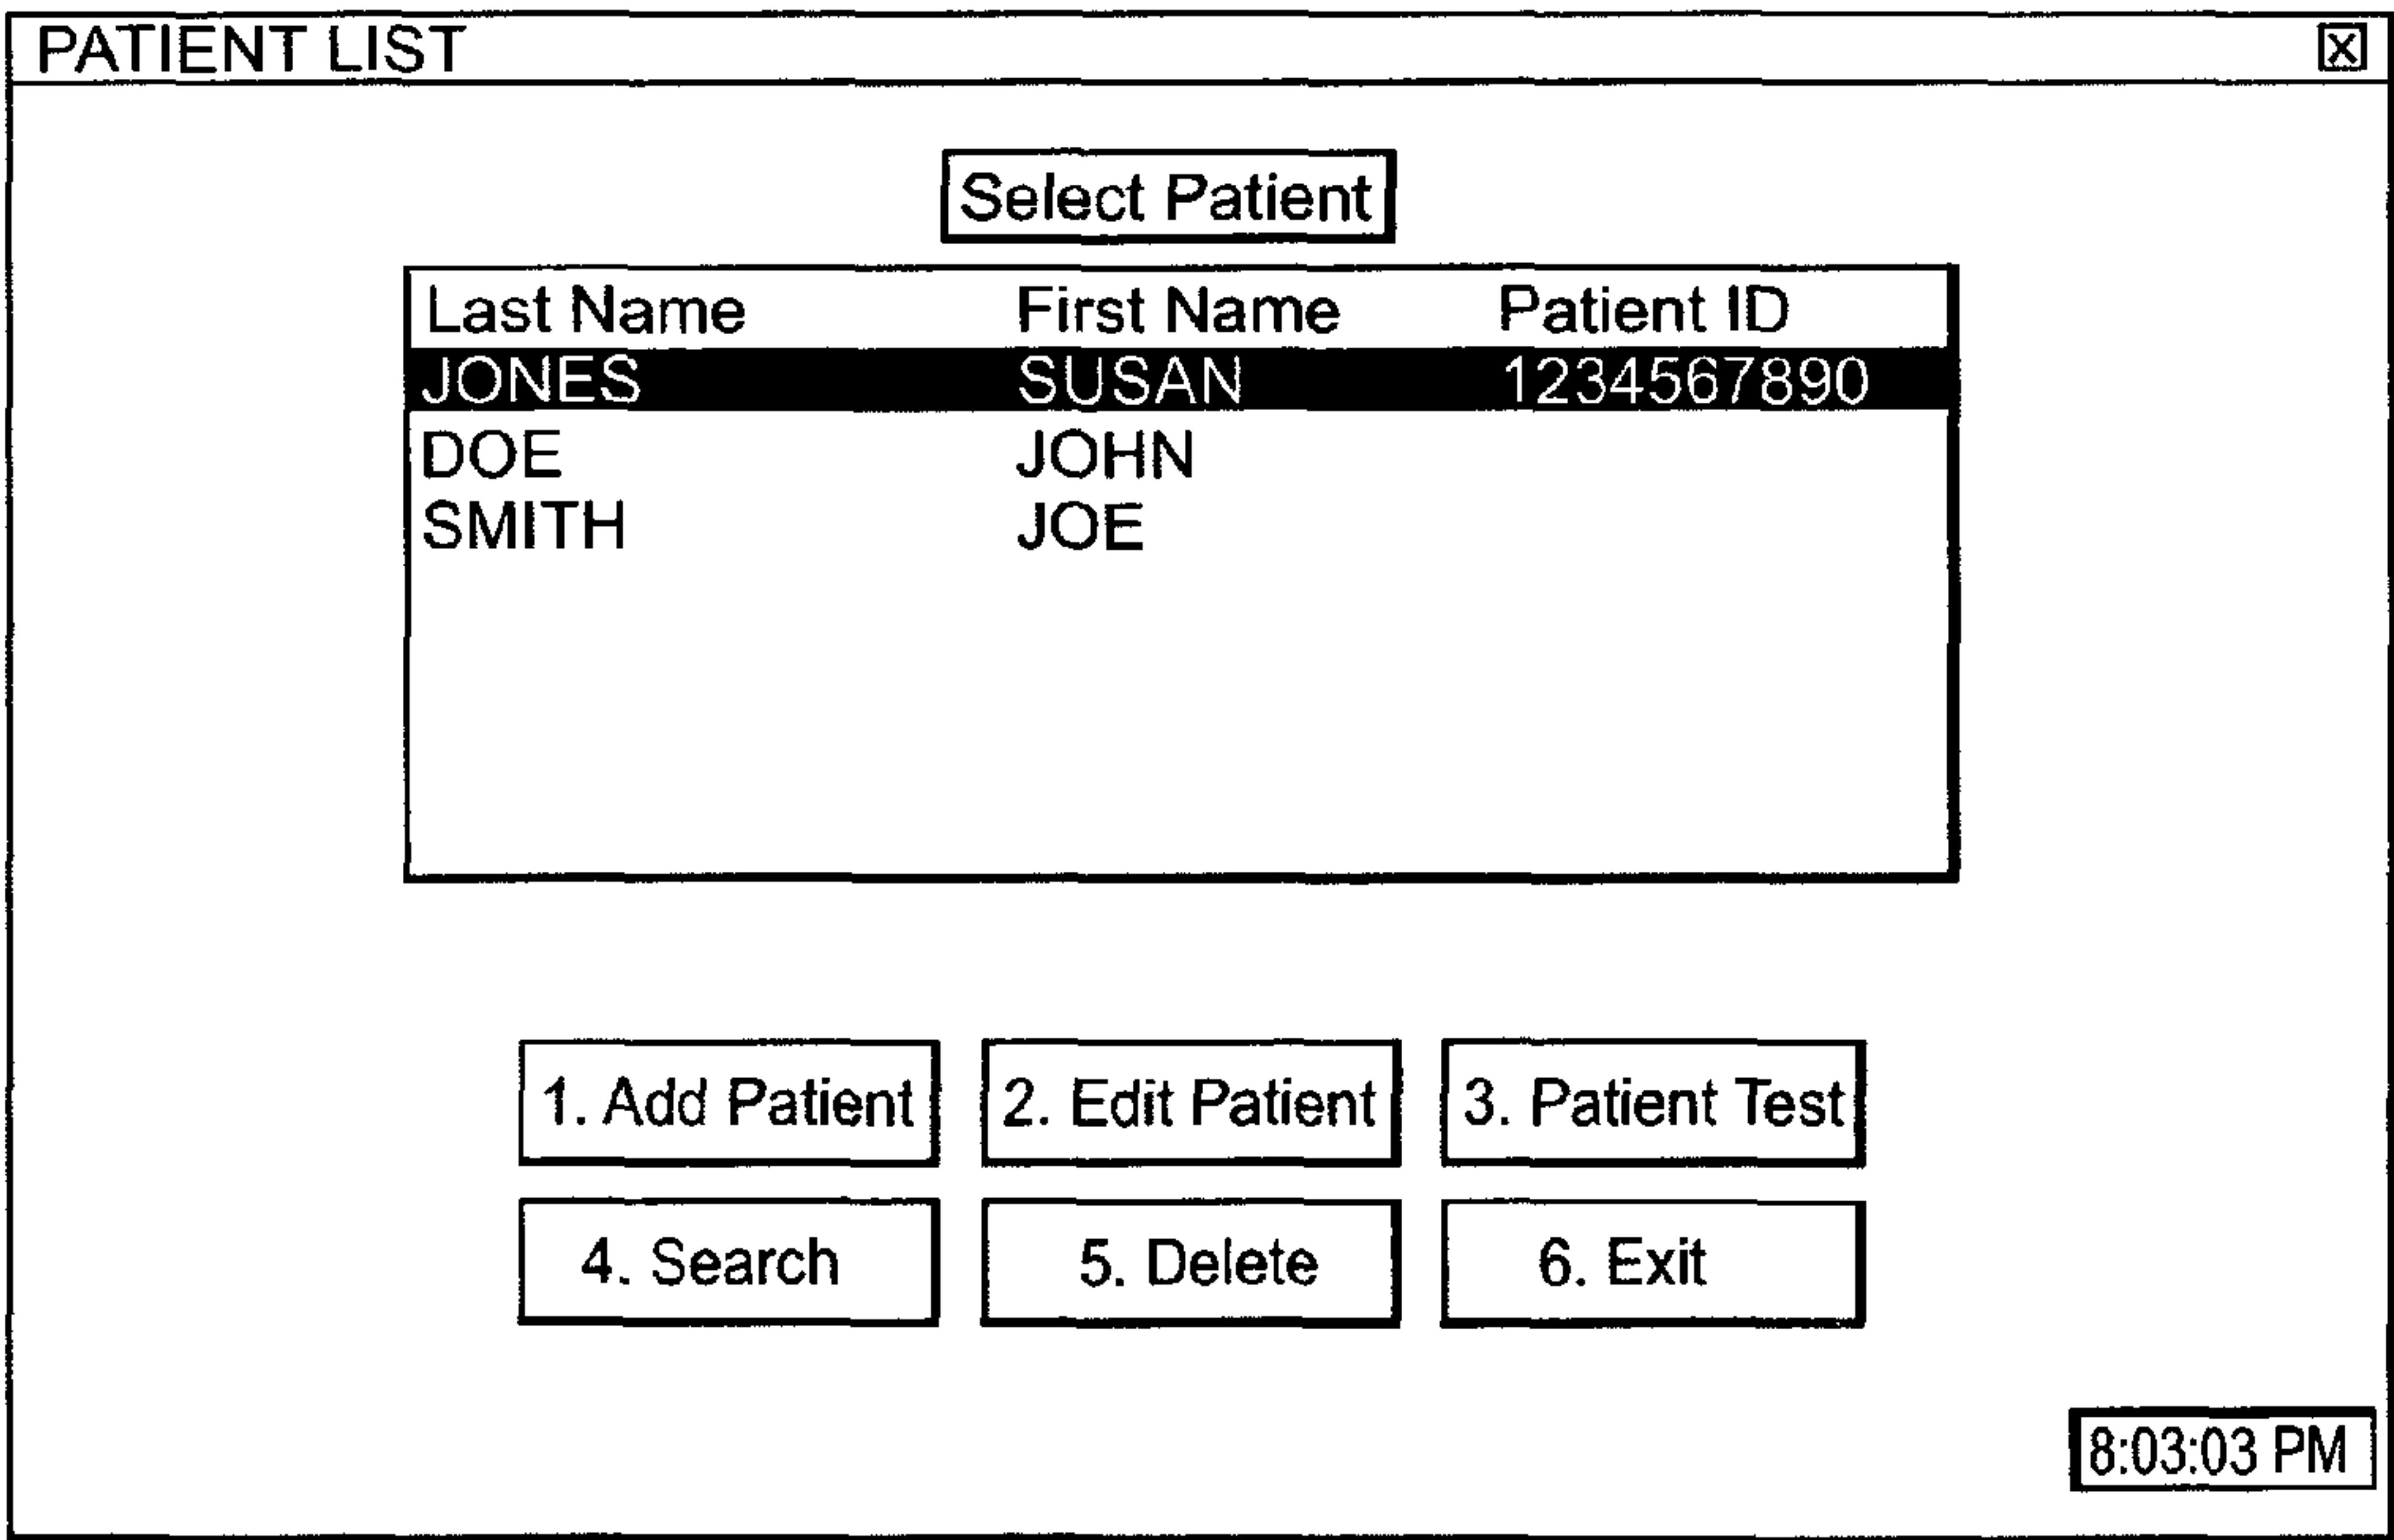 PATIENT LIST
Select Patient
Last Name First Name Patient ID
JONES SUSAN 1234567890
DOE JOHN
SMITH JOE
1. Add Patient 2. Edit Patient 3. Patient Test
4. Search 5. Delete 6. Exit
8:03:03 PM